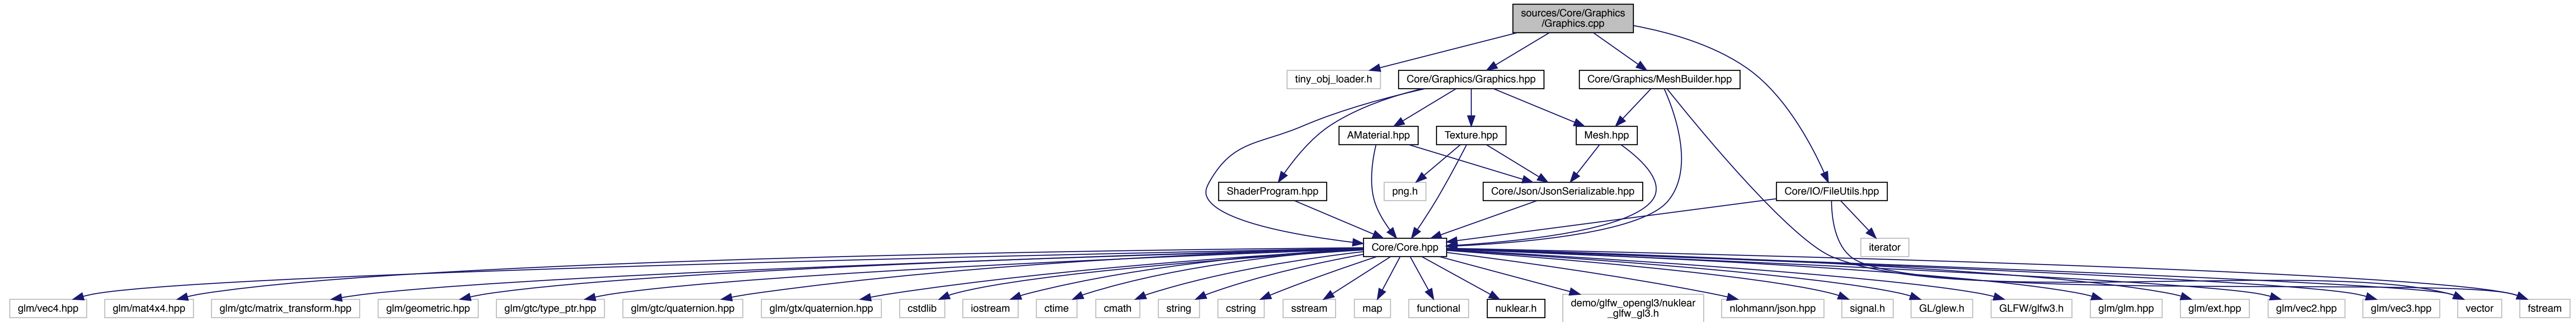 sources/Core/Graphics
/Graphics.cpp
tiny_obj_loader.h
Core/Graphics/Graphics.hpp
Core/Graphics/MeshBuilder.hpp
AMaterial.hpp
Texture.hpp
Mesh.hpp
ShaderProgram.hpp
png.h
Core/Json/JsonSerializable.hpp
Core/IO/FileUtils.hpp
Core/Core.hpp
iterator
glm/vec4.hpp
glm/mat4x4.hpp
glm/gtc/matrix_transform.hpp
glm/geometric.hpp
glm/gtc/type_ptr.hpp
glm/gtc/quaternion.hpp
glm/gtx/quaternion.hpp
cstdlib
iostream
ctime
cmath
string
cstring
sstream
map
functional
nuklear.h
demo/glfw_opengl3/nuklear
_glfw_gl3.h
nlohmann/json.hpp
signal.h
GL/glew.h
GLFW/glfw3.h
glm/glm.hpp
glm/ext.hpp
glm/vec2.hpp
glm/vec3.hpp
vector
fstream